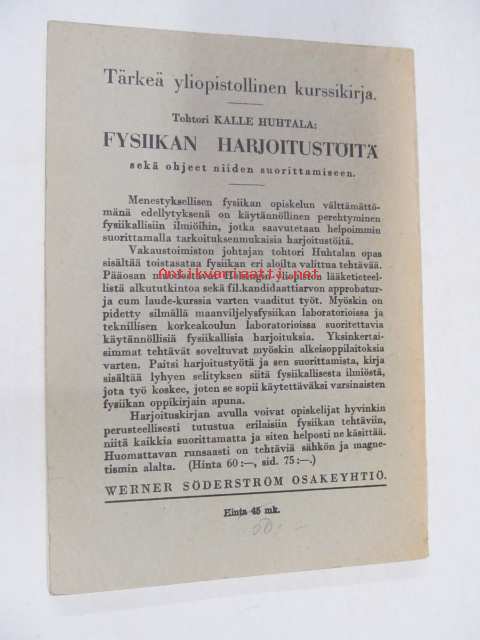 Tärkeä yliopistollinen kurssikirja.
Tohtori KALLE HUHTALA:
FYSIIKAN HARJOITUSTÖITÄ
sekä ohjeet niiden suorittamiseen.
Menestyksellisen fysiikan opiskelun välttämättö-
mänä edellytyksenä on käytännöllinen perehtyminen
fysiikallisiin ilmiöihin, jotka saavutetaan helpoimmin
suorittamalla tarkoituksenmukaisia harjoitustöitä.
Vakaustoimiston johtajan tohtori Huhtalan opas
sisältää toistasataa fysiikan eri aloilta valittua tehtävää.
Pääosan muodostavat Helsingin yliopiston lääketieteel-
Antikvariaatti.net
listä alkututkintoa sekä fil.kandidaattiarvon approbatur-
ja cum laude-kurssia varten vaaditut työt. Myöskin on
pidetty silmällä maanviljelysfysiikan laboratorioissa ja
teknillisen korkeakoulun laboratorioissa suoritettavia
käytännöllisiä fysiikallisia harjoituksia. Yksinkertai-
simmat tehtävät soveltuvat myöskin alkeisoppilaitoksia
varten. Paitsi harjoitustyötä ja sen suorittamista, kirja
sisältää lyhyen selityksen siitä fysiikallisesta ilmiöstä,
jota työ koskee, joten se sopii käytettäväksi varsinaisten
fysiikan oppikirjain apuna.
Harjoituskirjan avulla voivat opiskelijat hyvinkin
perusteellisesti tutustua erilaisiin fysiikan tehtäviin,
niitä kaikkia suorittamatta ja siten helposti ne käsittää.
Huomattavan runsaasti on tehtäviä sähkön ja magne-
tismin alalta. (Hinta 60:—, sid. 75:—.)
WERNER SÖDERSTRÖM OSAKEYHTIÖ.
Hinta 45 mk.